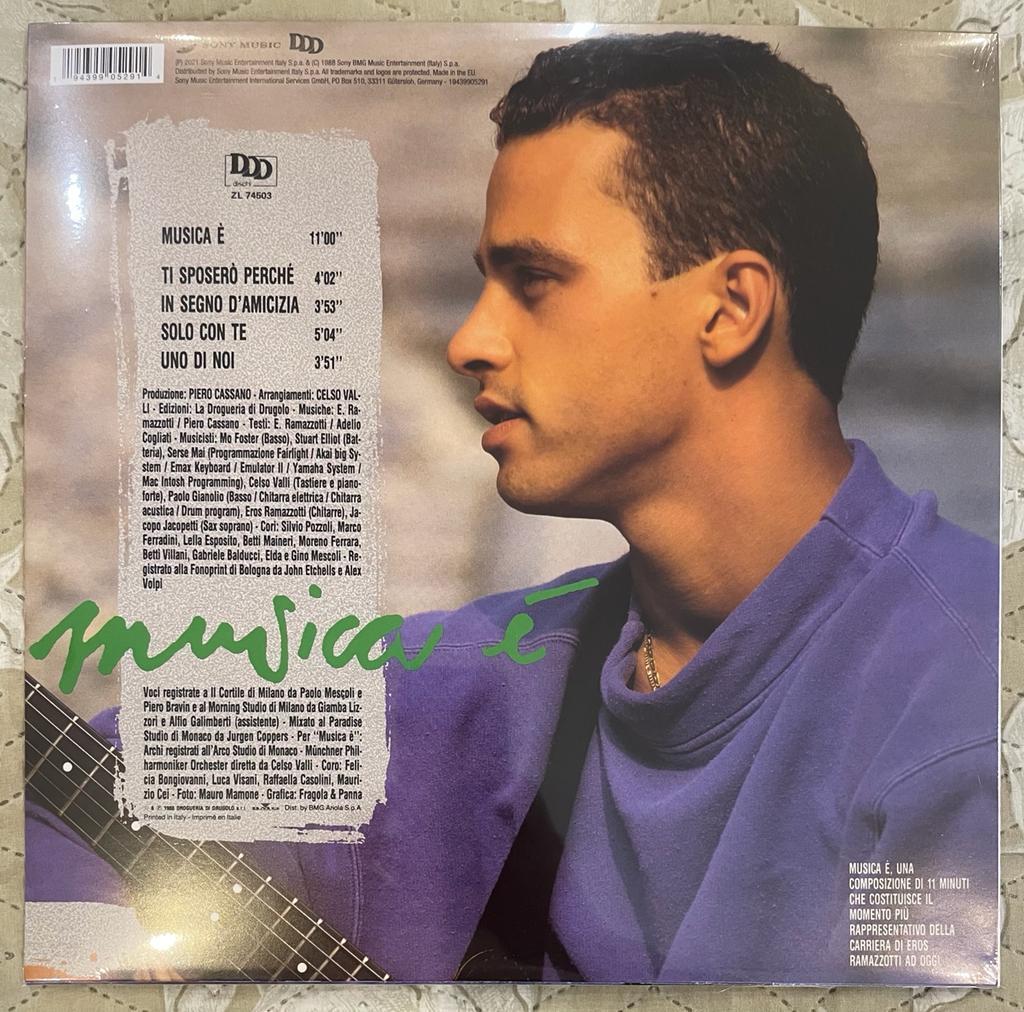 SONY MUSIC DDD
1 94399 05291 4
(P) 2021 Sony Music Entertainment Italy S.p.a. & (C) 1988 Sony BMG Music Entertainment (Italy) S.p.a.
Distributed by Sony Music Entertainment Italy S.p.a. All trademarks and logos are protected. Made in the EU.
Sony Music Entertainment International Services GmbH, PO Box 510, 33311 Gütersloh, Germany - 19439905291
DDD
dischi
ZL 74503
MUSICA È 11'00''
TI SPOSERÒ PERCHÉ 4'02''
IN SEGNO D'AMICIZIA 3'53''
SOLO CON TE 5'04''
UNO DI NOI 3'51''
Produzione: PIERO CASSANO - Arrangiamenti: CELSO VAL-
LI - Edizioni: La Drogueria di Drugolo - Musiche: E. Ra-
mazzotti / Piero Cassano - Testi: E. Ramazzotti / Adelio
Cogliati - Musicisti: Mo Foster (Basso), Stuart Elliot (Bat-
teria), Serse Mai (Programmazione Fairlight / Akai big Sy-
stem / Emax Keyboard / Emulator II / Yamaha System /
Mac Intosh Programming), Celso Valli (Tastiere e piano-
forte), Paolo Gianolio (Basso / Chitarra elettrica / Chitarra
acustica / Drum program), Eros Ramazzotti (Chitarre), Ja-
copo Jacopetti (Sax soprano) - Cori: Silvio Pozzoli, Marco
Ferradini, Lella Esposito, Betti Maineri, Moreno Ferrara,
Betti Villani, Gabriele Balducci, Elda e Gino Mescoli - Re-
gistrato alla Fonoprint di Bologna da John Etchells e Alex
Volpi
musica è
Voci registrate a Il Cortile di Milano da Paolo Mescoli e
Piero Bravin e al Morning Studio di Milano da Giamba Liz-
zori e Alfio Galimberti (assistente) - Mixato al Paradise
Studio di Monaco da Jurgen Coppers - Per "Musica è":
Archi registrati all'Arco Studio di Monaco - Münchner Phil-
harmoniker Orchester diretta da Celso Valli - Coro: Feli-
cia Bongiovanni, Luca Visani, Raffaella Casolini, Mauri-
zio Cei - Foto: Mauro Mamone - Grafica: Fragola & Panna
1988 DROGUERIA DI DRUGOLO s.r.l. Dist. by BMG Ariola S.p.A
Printed in Italy - Imprimé en Italie
MUSICA È, UNA
COMPOSIZIONE DI 11 MINUTI
CHE COSTITUISCE IL
MOMENTO PIÙ
RAPPRESENTATIVO DELLA
CARRIERA DI EROS
RAMAZZOTTI AD OGGI.